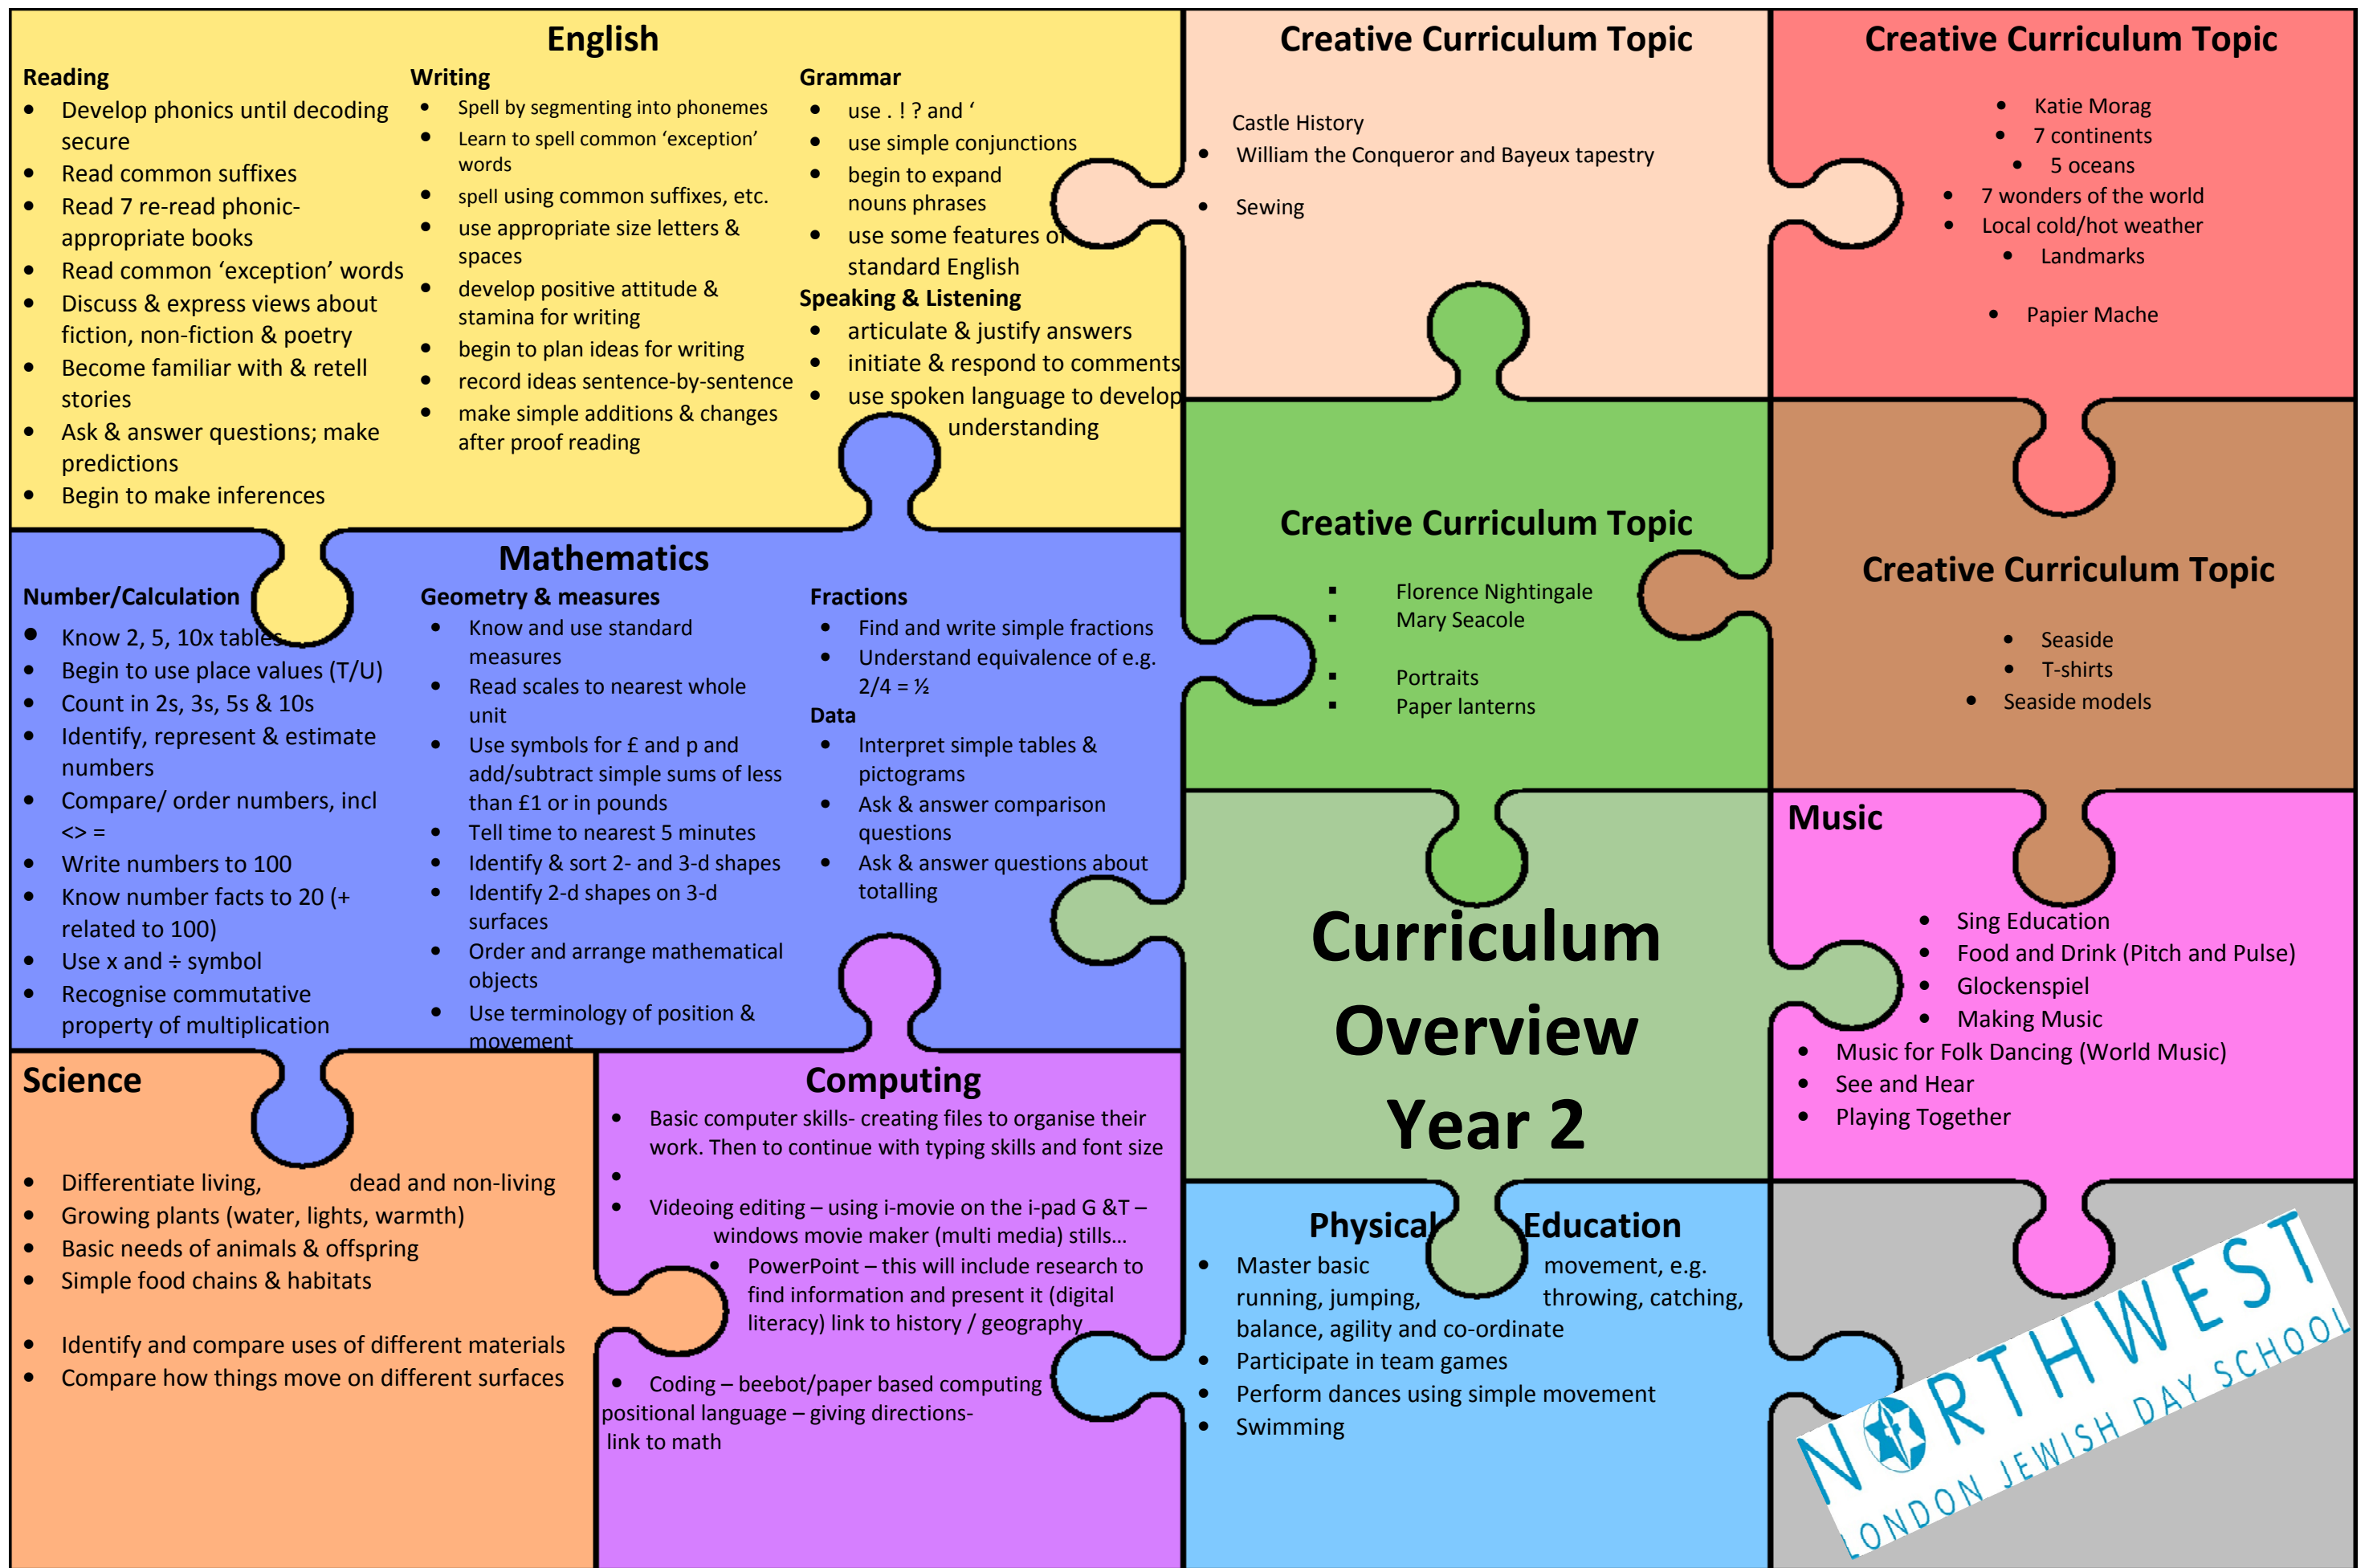 English
Reading
• Develop phonics until decoding
secure
• Read common suffixes
• Read 7 re-read phonic-
appropriate books
• Read common ‘exception’ words
• Discuss & express views about
fiction, non-fiction & poetry
• Become familiar with & retell
stories
• Ask & answer questions; make
predictions
• Begin to make inferences
Writing
• Spell by segmenting into phonemes
• Learn to spell common ‘exception’
words
• spell using common suffixes, etc.
• use appropriate size letters &
spaces
• develop positive attitude &
stamina for writing
• begin to plan ideas for writing
• record ideas sentence-by-sentence
• make simple additions & changes
after proof reading
Grammar
• use . ! ? and ‘
• use simple conjunctions
• begin to expand
nouns phrases
• use some features of
standard English
Speaking & Listening
• articulate & justify answers
• initiate & respond to comments
• use spoken language to develop
understanding
Creative Curriculum Topic
Castle History
• William the Conqueror and Bayeux tapestry
• Sewing
Creative Curriculum Topic
• Katie Morag
• 7 continents
• 5 oceans
• 7 wonders of the world
• Local cold/hot weather
• Landmarks
• Papier Mache
Mathematics
Number/Calculation
• Know 2, 5, 10x tables
• Begin to use place values (T/U)
• Count in 2s, 3s, 5s & 10s
• Identify, represent & estimate
numbers
• Compare/ order numbers, incl
<> =
• Write numbers to 100
• Know number facts to 20 (+
related to 100)
• Use x and ÷ symbol
• Recognise commutative
property of multiplication
Geometry & measures
• Know and use standard
measures
• Read scales to nearest whole
unit
• Use symbols for £ and p and
add/subtract simple sums of less
than £1 or in pounds
• Tell time to nearest 5 minutes
• Identify & sort 2- and 3-d shapes
• Identify 2-d shapes on 3-d
surfaces
• Order and arrange mathematical
objects
• Use terminology of position &
movement
Fractions
• Find and write simple fractions
• Understand equivalence of e.g.
2/4 = ½
Data
• Interpret simple tables &
pictograms
• Ask & answer comparison
questions
• Ask & answer questions about
totalling
Creative Curriculum Topic
▪ Florence Nightingale
▪ Mary Seacole
▪ Portraits
▪ Paper lanterns
Creative Curriculum Topic
• Seaside
• T-shirts
• Seaside models
Curriculum
Overview
Year 2
Music
• Sing Education
• Food and Drink (Pitch and Pulse)
• Glockenspiel
• Making Music
• Music for Folk Dancing (World Music)
• See and Hear
• Playing Together
Science
• Differentiate living, dead and non-living
• Growing plants (water, lights, warmth)
• Basic needs of animals & offspring
• Simple food chains & habitats
• Identify and compare uses of different materials
• Compare how things move on different surfaces
Computing
• Basic computer skills- creating files to organise their
work. Then to continue with typing skills and font size
•
• Videoing editing – using i-movie on the i-pad G &T –
windows movie maker (multi media) stills...
• PowerPoint – this will include research to
find information and present it (digital
literacy) link to history / geography
• Coding – beebot/paper based computing
positional language – giving directions-
link to math
Physical Education
• Master basic movement, e.g.
running, jumping, throwing, catching,
balance, agility and co-ordinate
• Participate in team games
• Perform dances using simple movement
• Swimming
NORTHWEST
LONDON JEWISH DAY SCHOOL